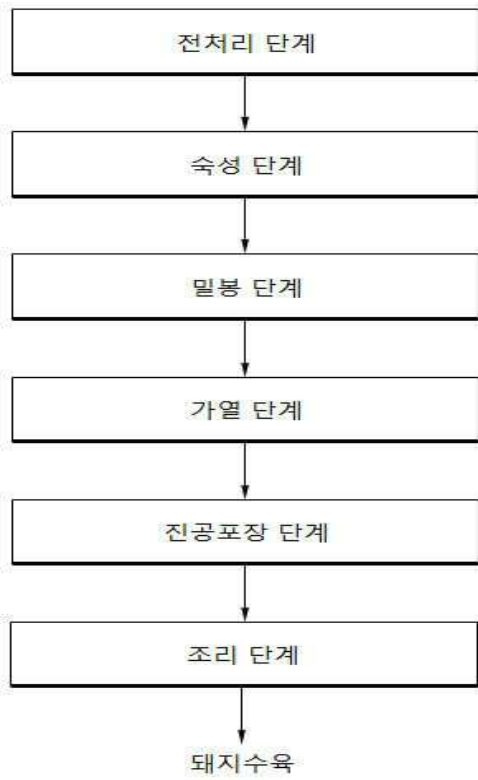 전처리 단계
숙성 단계
밀봉 단계
가열 단계
진공포장 단계
조리 단계
돼지수육